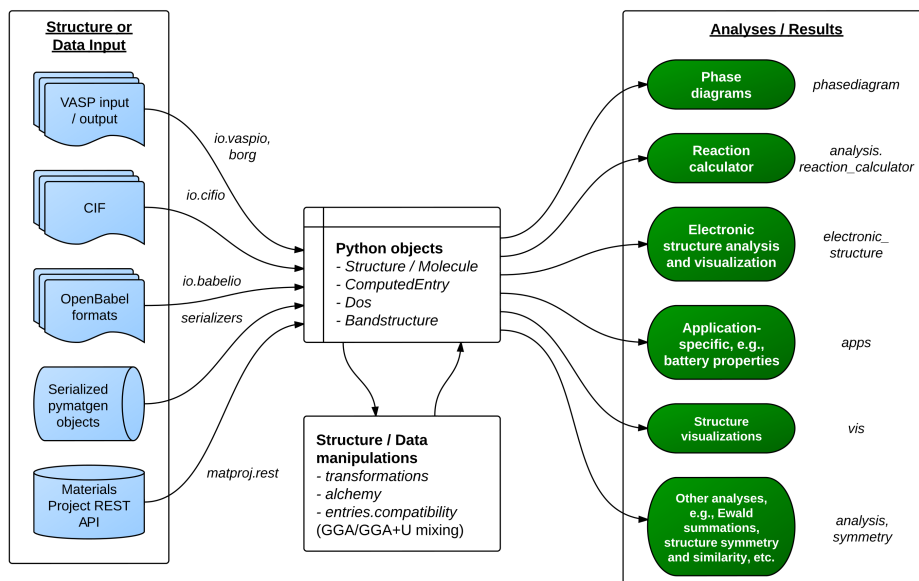 Structure or
Data Input
VASP input
/ output
CIF
OpenBabel
formats
Serialized
pymatgen
objects
Materials
Project REST
API
io.vaspio,
borg
io.cifio
io.babelio
serializers
matproj.rest
Python objects
- Structure / Molecule
- ComputedEntry
- Dos
- Bandstructure
Structure / Data
manipulations
- transformations
- alchemy
- entries.compatibility
(GGA/GGA+U mixing)
Analyses / Results
Phase
diagrams
phasediagram
Reaction
calculator
analysis.
reaction_calculator
Electronic
structure analysis
and visualization
electronic_
structure
Application-
specific, e.g.,
battery properties
apps
Structure
visualizations
vis
Other analyses,
e.g., Ewald
summations,
structure symmetry
and similarity, etc.
analysis,
symmetry